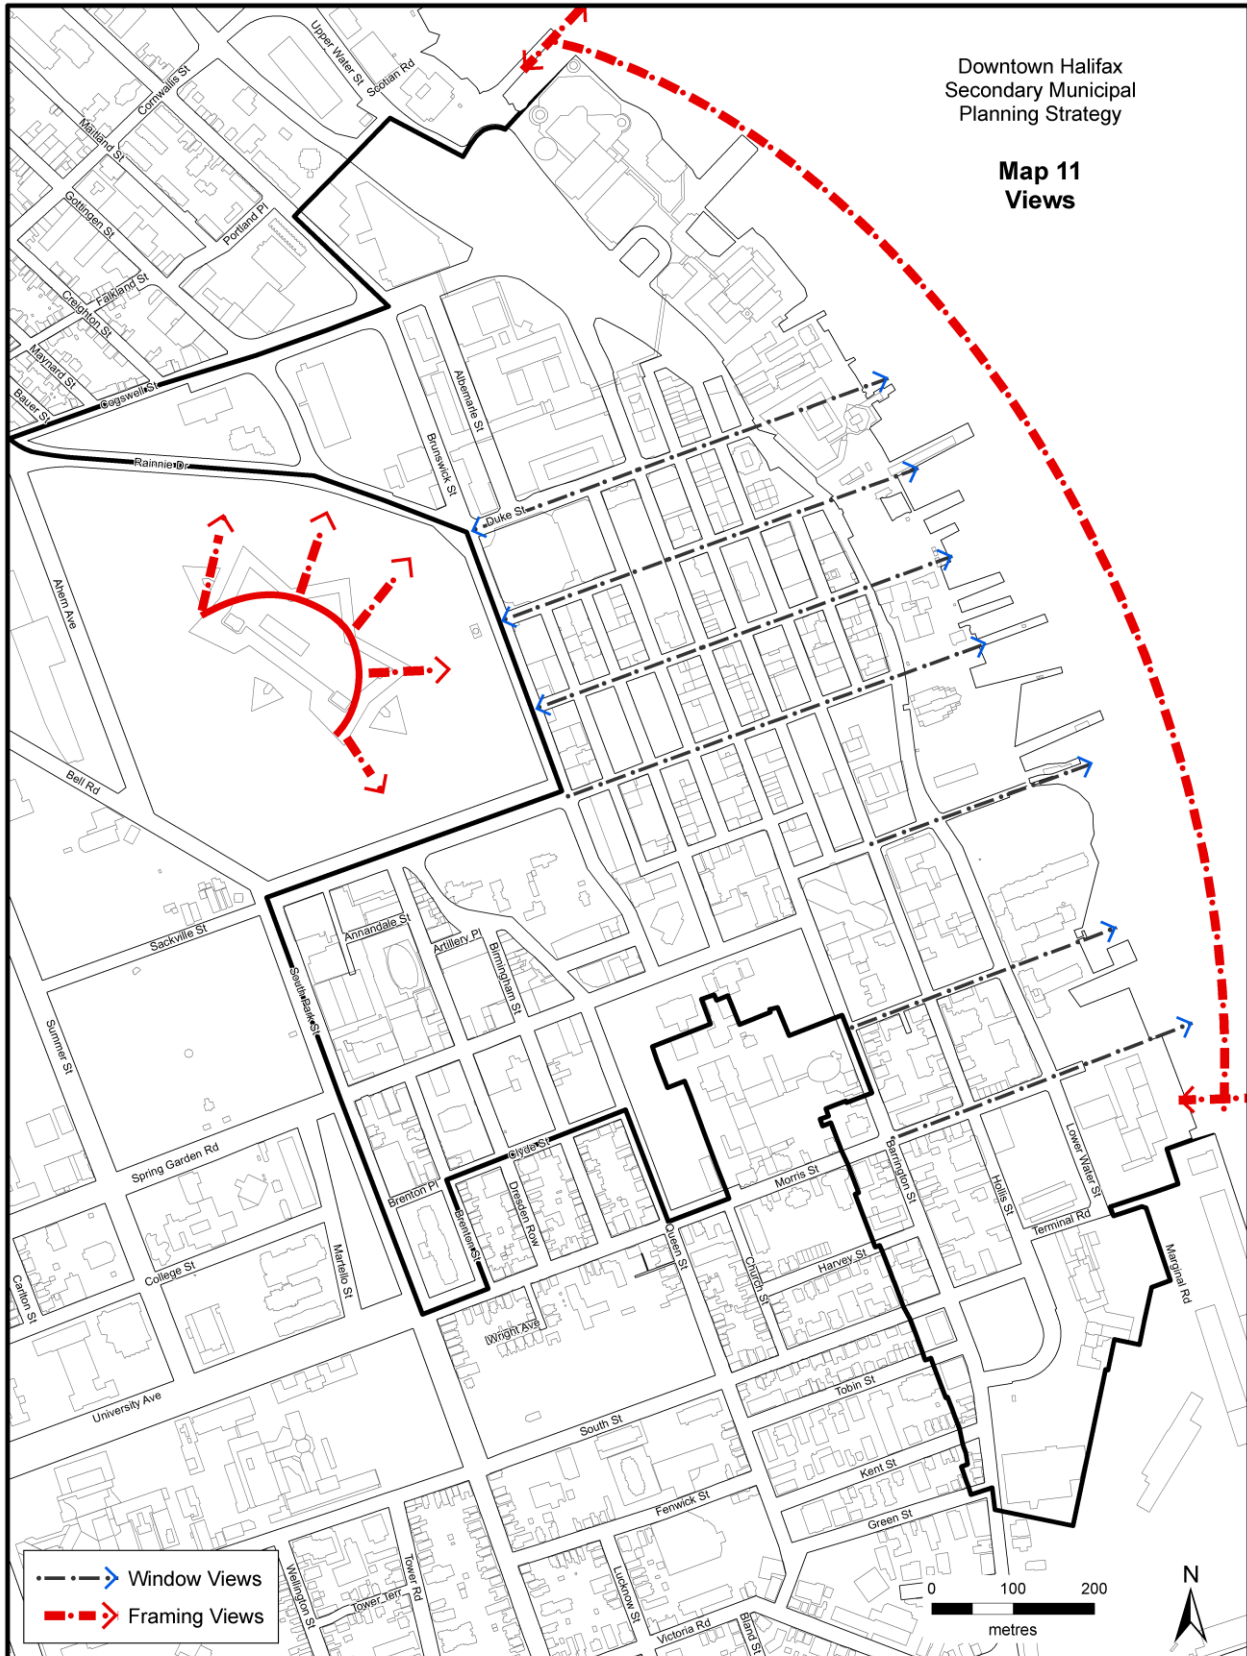 Downtown Halifax
Secondary Municipal
Planning Strategy
Map 11
Views
Upper Water St
Scotian Rd
Cornwallis St
Maitland St
Gottingen St
Portland Pl
Falkland St
Creighton St
Maynard St
Bauer St
Cogswell St
Rainnie Dr
Albemarle St
Brunswick St
Duke St
Ahern Ave
Bell Rd
Sackville St
Annandale St
Artillery Pl
Birmingham St
South Park St
Summer St
Spring Garden Rd
Clyde St
Brenton Pl
Brenton St
Dresden Row
Queen St
Morris St
Church St
Harvey St
Barrington St
Hollis St
Lower Water St
Terminal Rd
Marginal Rd
College St
Martello St
Carlton St
Wright Ave
University Ave
South St
Tobin St
Kent St
Green St
Fenwick St
Lucknow St
Victoria Rd
Bland St
Wellington St
Tower Terr
Tower Rd
Window Views
Framing Views
0 100 200
metres
N